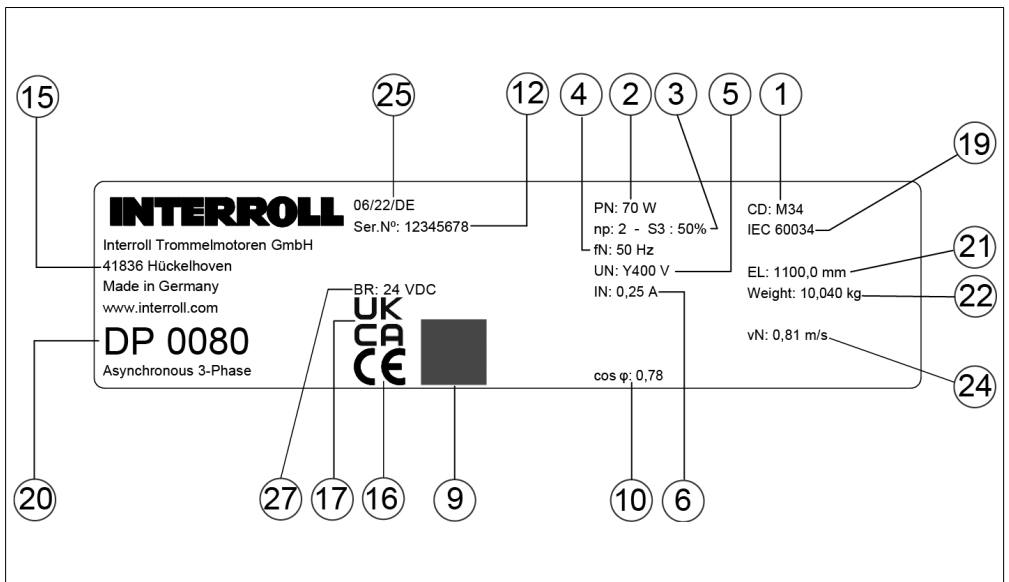 15
25
12
4
2
3
5
1
19
INTERROLL
Interroll Trommelmotoren GmbH
41836 Hückelhoven
Made in Germany
www.interroll.com
DP 0080
Asynchronous 3-Phase
06/22/DE
Ser.Nº: 12345678
BR: 24 VDC
UK
CA
CE
PN: 70 W
np: 2 - S3 : 50%
fN: 50 Hz
UN: Y400 V
IN: 0,25 A
cos φ: 0,78
CD: M34
IEC 60034
EL: 1100,0 mm
Weight: 10,040 kg
vN: 0,81 m/s
21
22
24
20
27
17
16
9
10
6